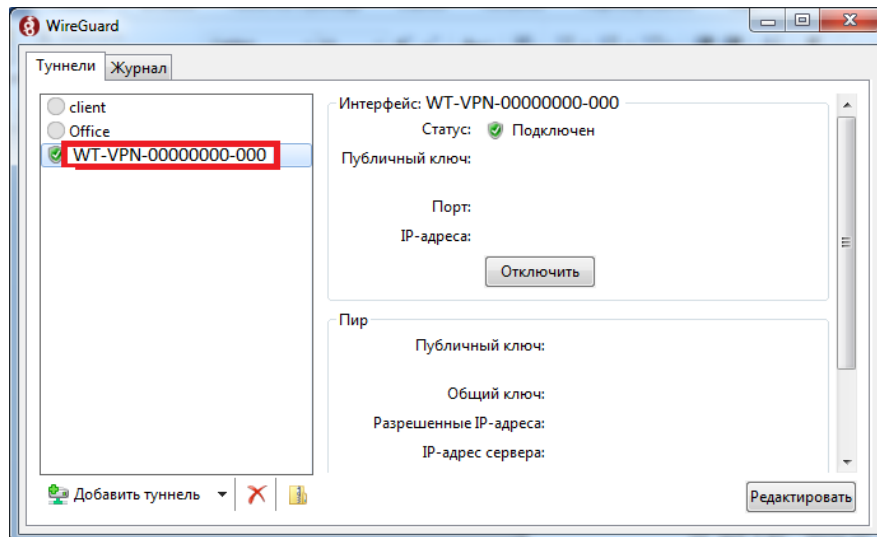 WireGuard
Туннели Журнал
client
Office
WT-VPN-00000000-000
Интерфейс: WT-VPN-00000000-000
Статус: Подключен
Публичный ключ:
Порт:
IP-адреса:
Отключить
Пир
Публичный ключ:
Общий ключ:
Разрешенные IP-адреса:
IP-адрес сервера:
Добавить туннель
Редактировать